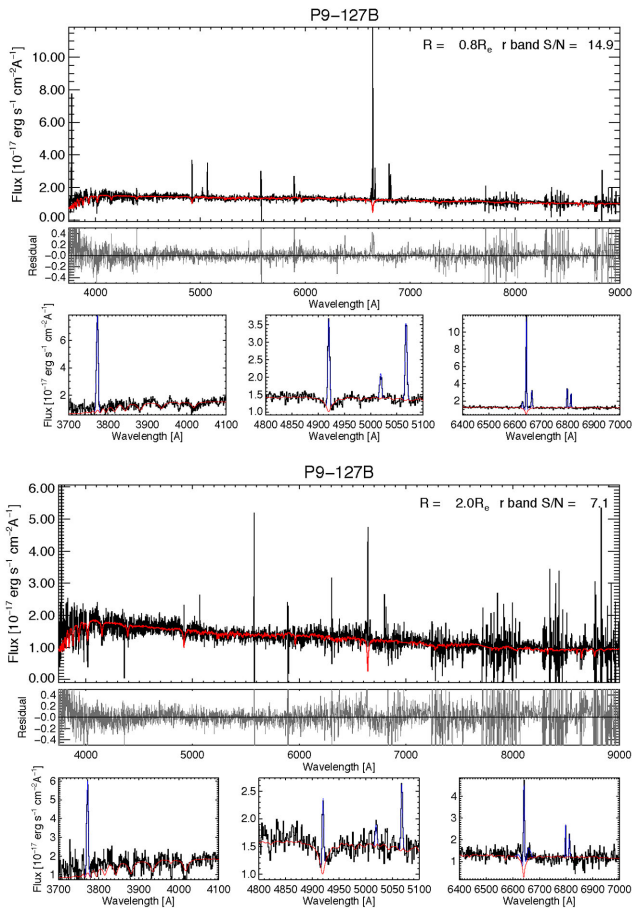 P9−127B
R = 0.8Re r band S/N = 14.9
Flux [10−17 erg s−1 cm−2A−1]
10.00
8.00
6.00
4.00
2.00
0.00
Residual
0.4
0.2
−0.0
−0.2
−0.4
4000 5000 6000 7000 8000 9000
Wavelength [A]
Flux [10−17 erg s−1 cm−2A−1]
6
4
2
3700 3800 3900 4000 4100
Wavelength [A]
3.5
3.0
2.5
2.0
1.5
1.0
4800 4850 4900 4950 5000 5050 5100
Wavelength [A]
10
8
6
4
2
6400 6500 6600 6700 6800 6900 7000
Wavelength [A]
P9−127B
R = 2.0Re r band S/N = 7.1
Flux [10−17 erg s−1 cm−2A−1]
6.00
5.00
4.00
3.00
2.00
1.00
0.00
Residual
0.4
0.2
−0.0
−0.2
−0.4
4000 5000 6000 7000 8000 9000
Wavelength [A]
Flux [10−17 erg s−1 cm−2A−1]
6
5
4
3
2
3700 3800 3900 4000 4100
Wavelength [A]
2.5
2.0
1.5
1.0
4800 4850 4900 4950 5000 5050 5100
Wavelength [A]
4
3
2
1
6400 6500 6600 6700 6800 6900 7000
Wavelength [A]